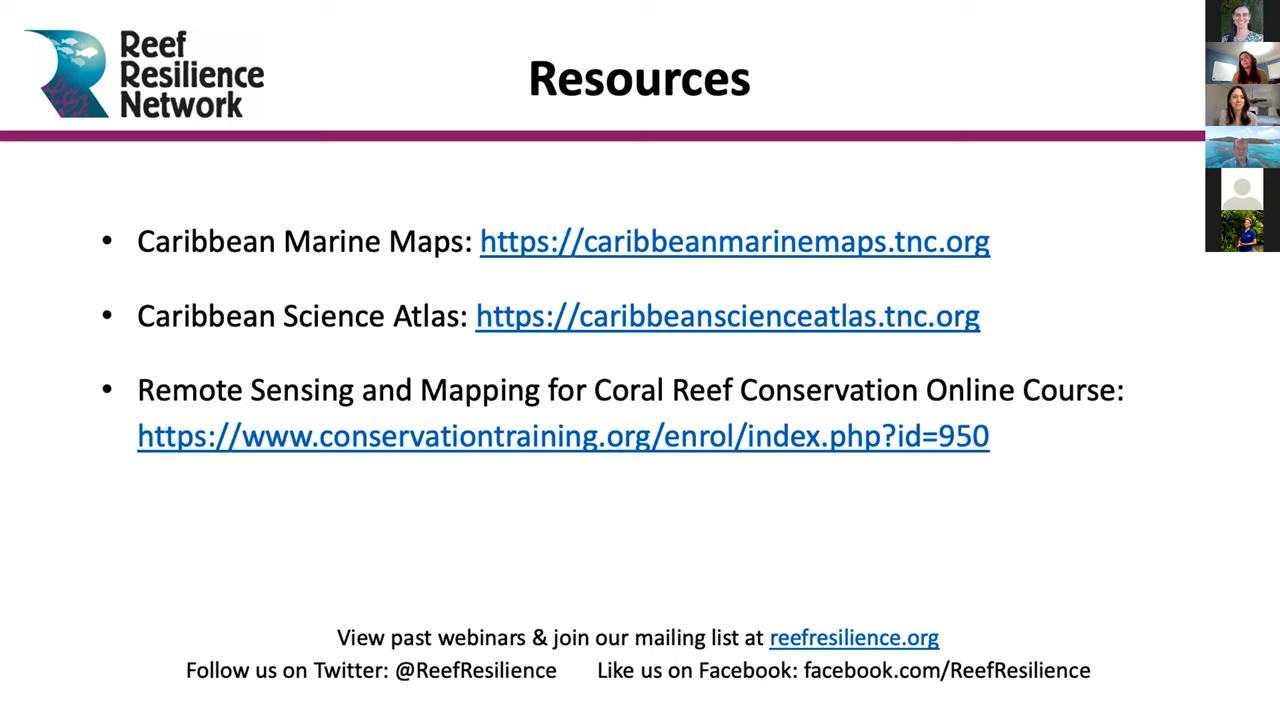 Reef
Resilience
Network
Resources
• Caribbean Marine Maps: https://caribbeanmarinemaps.tnc.org
• Caribbean Science Atlas: https://caribbeanscienceatlas.tnc.org
• Remote Sensing and Mapping for Coral Reef Conservation Online Course:
https://www.conservationtraining.org/enrol/index.php?id=950
View past webinars & join our mailing list at reefresilience.org
Follow us on Twitter: @ReefResilience Like us on Facebook: facebook.com/ReefResilience